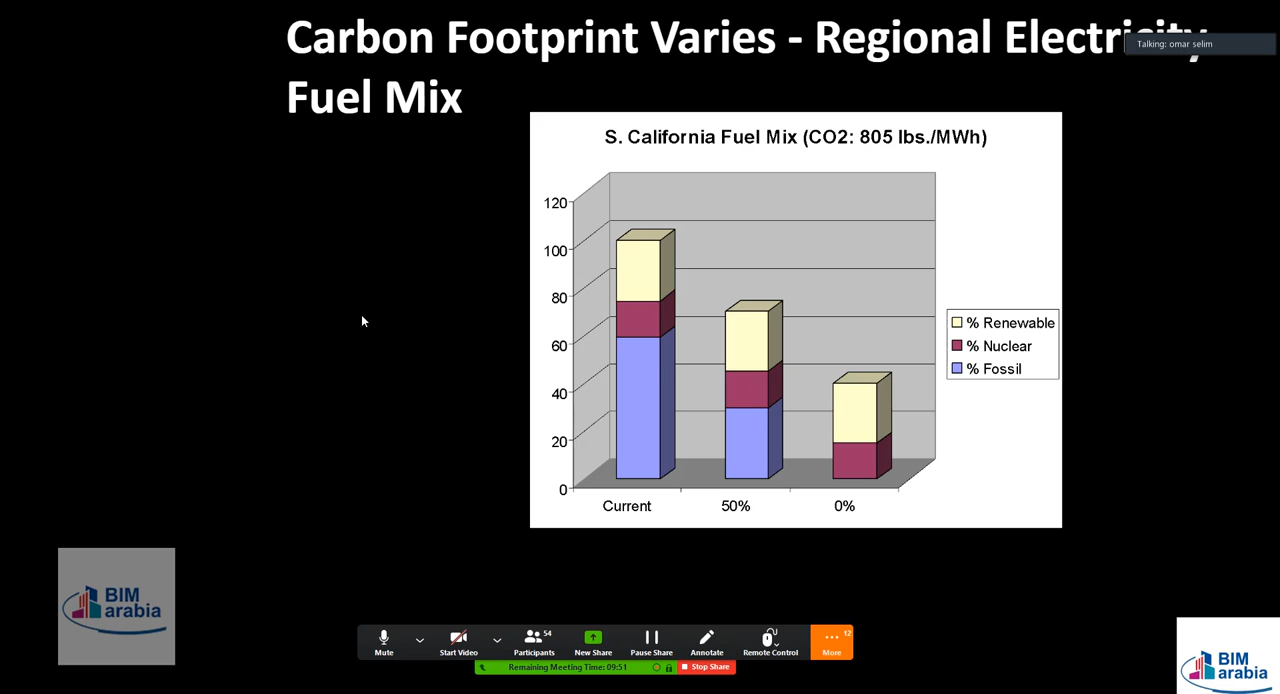 Carbon Footprint Varies - Regional Electricity
Fuel Mix
Talking: omar selim
S. California Fuel Mix (CO2: 805 lbs./MWh)
120
100
80
60
40
20
0
Current 50% 0%
% Renewable
% Nuclear
% Fossil
BIM
arabia
Mute
Start Video
54
Participants
New Share
Pause Share
Annotate
Remote Control
12
More
Remaining Meeting Time: 09:51
Stop Share
BIM
arabia